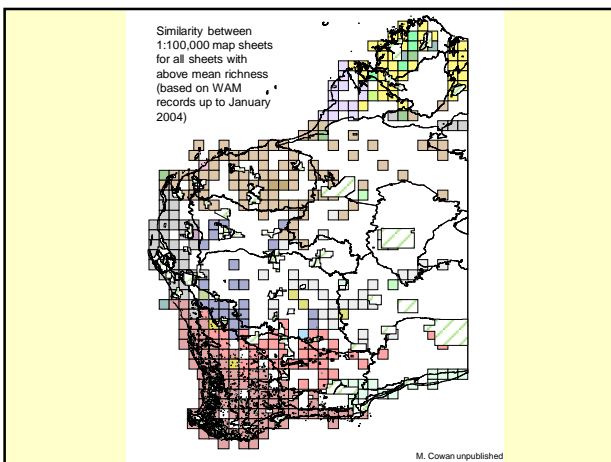 Similarity between
1:100,000 map sheets
for all sheets with
above mean richness
(based on WAM
records up to January
2004)
M. Cowan unpublished